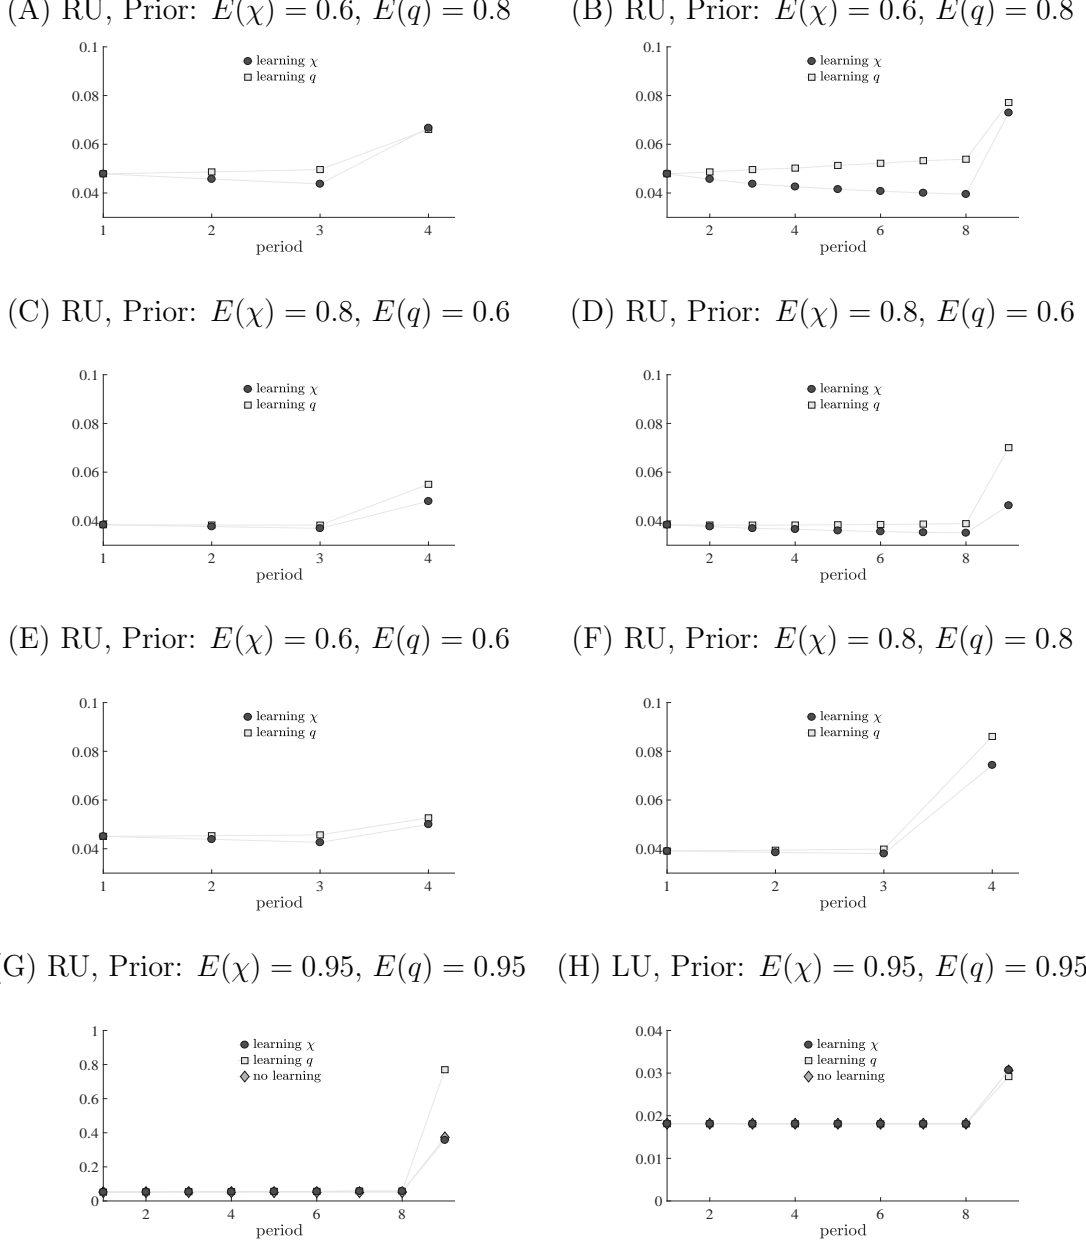 (A) RU, Prior: E(χ) = 0.6, E(q) = 0.8
0.1
0.08
0.06
0.04
learning χ
learning q
1 2 3 4
period
(B) RU, Prior: E(χ) = 0.6, E(q) = 0.8
0.1
0.08
0.06
0.04
learning χ
learning q
2 4 6 8
period
(C) RU, Prior: E(χ) = 0.8, E(q) = 0.6
0.1
0.08
0.06
0.04
learning χ
learning q
1 2 3 4
period
(D) RU, Prior: E(χ) = 0.8, E(q) = 0.6
0.1
0.08
0.06
0.04
learning χ
learning q
2 4 6 8
period
(E) RU, Prior: E(χ) = 0.6, E(q) = 0.6
0.1
0.08
0.06
0.04
learning χ
learning q
1 2 3 4
period
(F) RU, Prior: E(χ) = 0.8, E(q) = 0.8
0.1
0.08
0.06
0.04
learning χ
learning q
1 2 3 4
period
G) RU, Prior: E(χ) = 0.95, E(q) = 0.95
1
0.8
0.6
0.4
0.2
0
learning χ
learning q
no learning
2 4 6 8
period
(H) LU, Prior: E(χ) = 0.95, E(q) = 0.95
0.04
0.03
0.02
0.01
0
learning χ
learning q
no learning
2 4 6 8
period